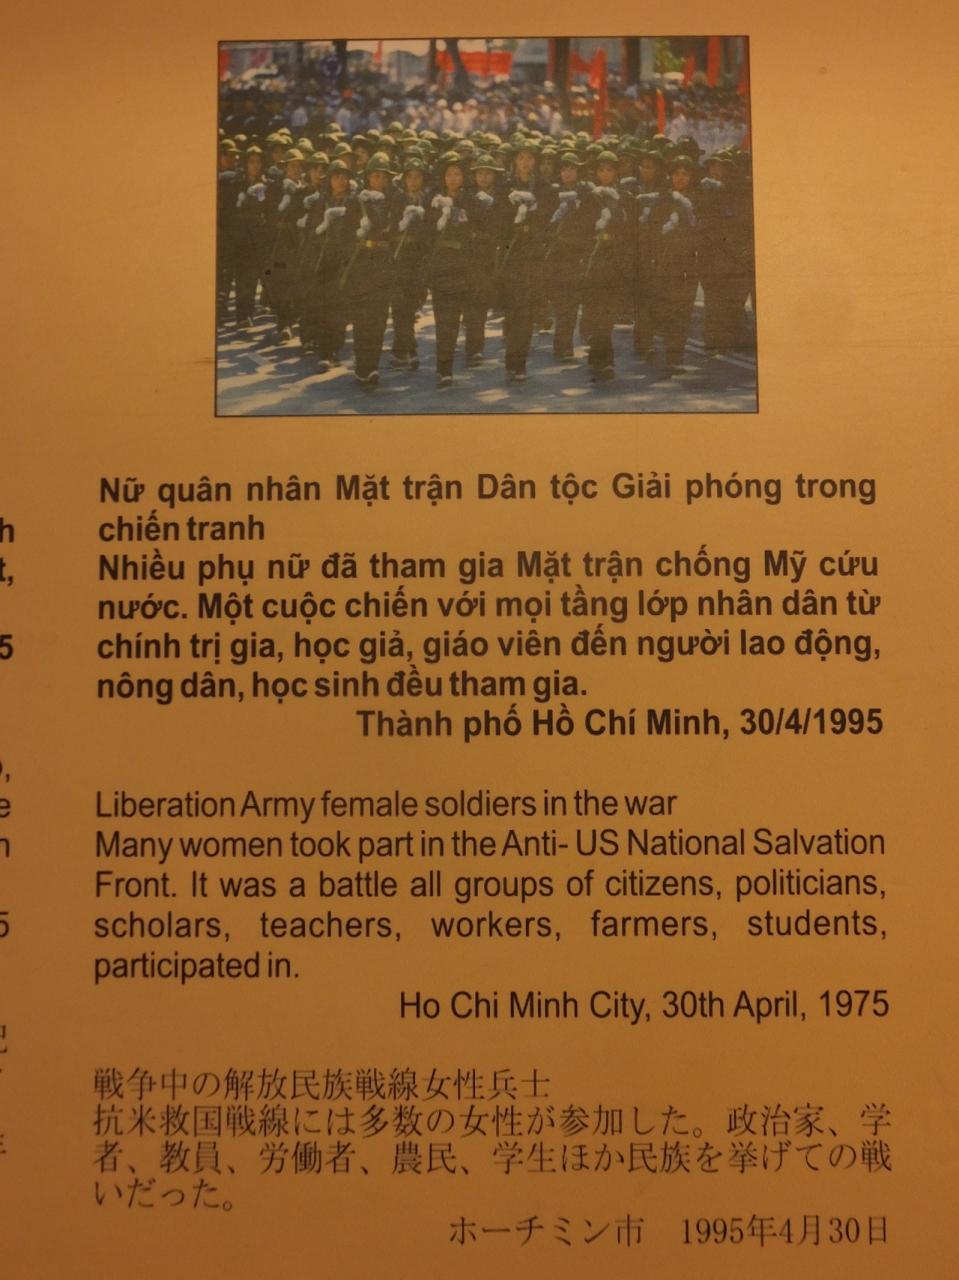 Nữ quân nhân Mặt trận Dân tộc Giải phóng trong
chiến tranh
Nhiều phụ nữ đã tham gia Mặt trận chống Mỹ cứu
nước. Một cuộc chiến với mọi tầng lớp nhân dân từ
chính trị gia, học giả, giáo viên đến người lao động,
nông dân, học sinh đều tham gia.
Thành phố Hồ Chí Minh, 30/4/1995
Liberation Army female soldiers in the war
Many women took part in the Anti- US National Salvation
Front. It was a battle all groups of citizens, politicians,
scholars, teachers, workers, farmers, students,
participated in.
Ho Chi Minh City, 30th April, 1975
戦争中の解放民族戦線女性兵士
抗米救国戦線には多数の女性が参加した。政治家、学
者、教員、労働者、農民、学生ほか民族を挙げての戦
いだった。
ホーチミン市　1995年4月30日